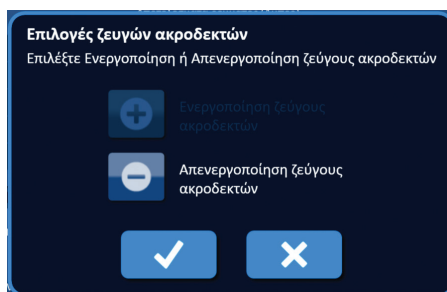 Επιλογές ζευγών ακροδεκτών
Επιλέξτε Ενεργοποίηση ή Απενεργοποίηση ζεύγους ακροδεκτών
Ενεργοποίηση ζεύγους
ακροδεκτών
Απενεργοποίηση ζεύγους
ακροδεκτών